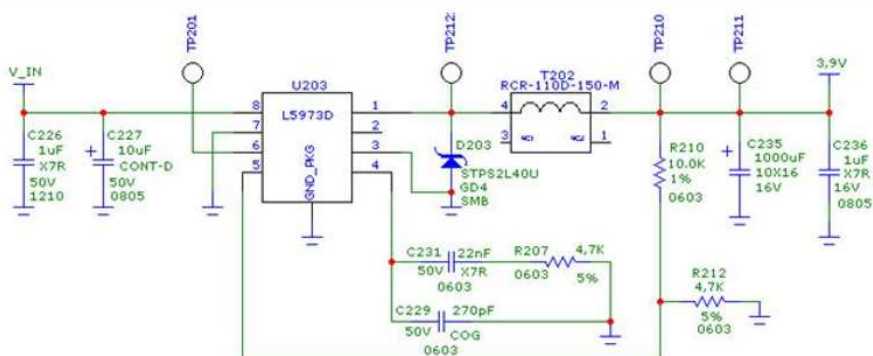 TP201
TP212
TP210
TP211
V_IN
U203
T202
RCR-110D-150-M
3,9V
8
7
6
5
L5973D
GND_PKG
1
2
3
4
4
3
NC1
NC2
2
1
C226
1uF
X7R
50V
1210
C227
10uF
CONT-D
50V
0805
+
D203
STPS2L40U
GD4
SMB
R210
10.0K
1%
0603
+
C235
1000uF
10X16
16V
C236
1uF
X7R
16V
0805
C231
22nF
50V
X7R
0603
R207
4,7K
0603
5%
C229
270pF
50V
COG
0603
R212
4,7K
5%
0603